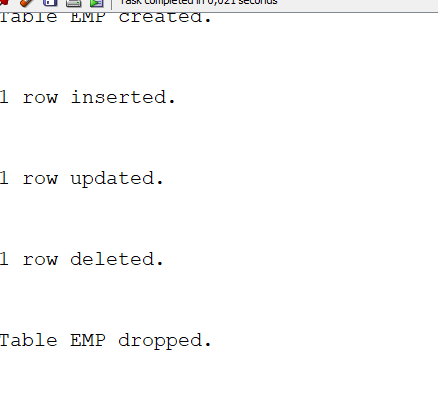 Task completed in 0,021 seconds
Table EMP created.
1 row inserted.
1 row updated.
1 row deleted.
Table EMP dropped.